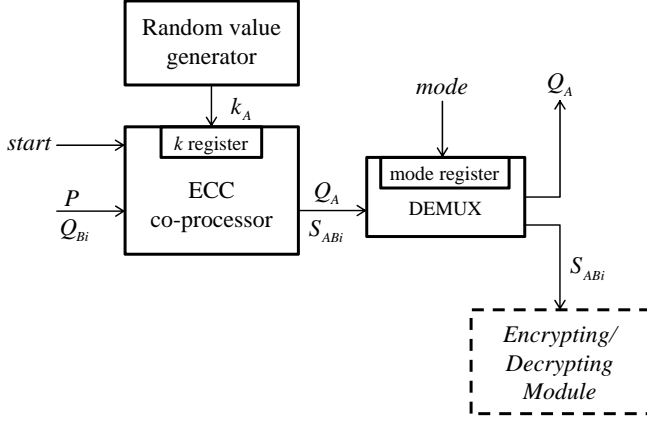 Random value
generator
k_A
mode
Q_A
start
k register
mode register
P
Q_Bi
ECC
co-processor
Q_A
S_ABi
DEMUX
S_ABi
Encrypting/
Decrypting
Module